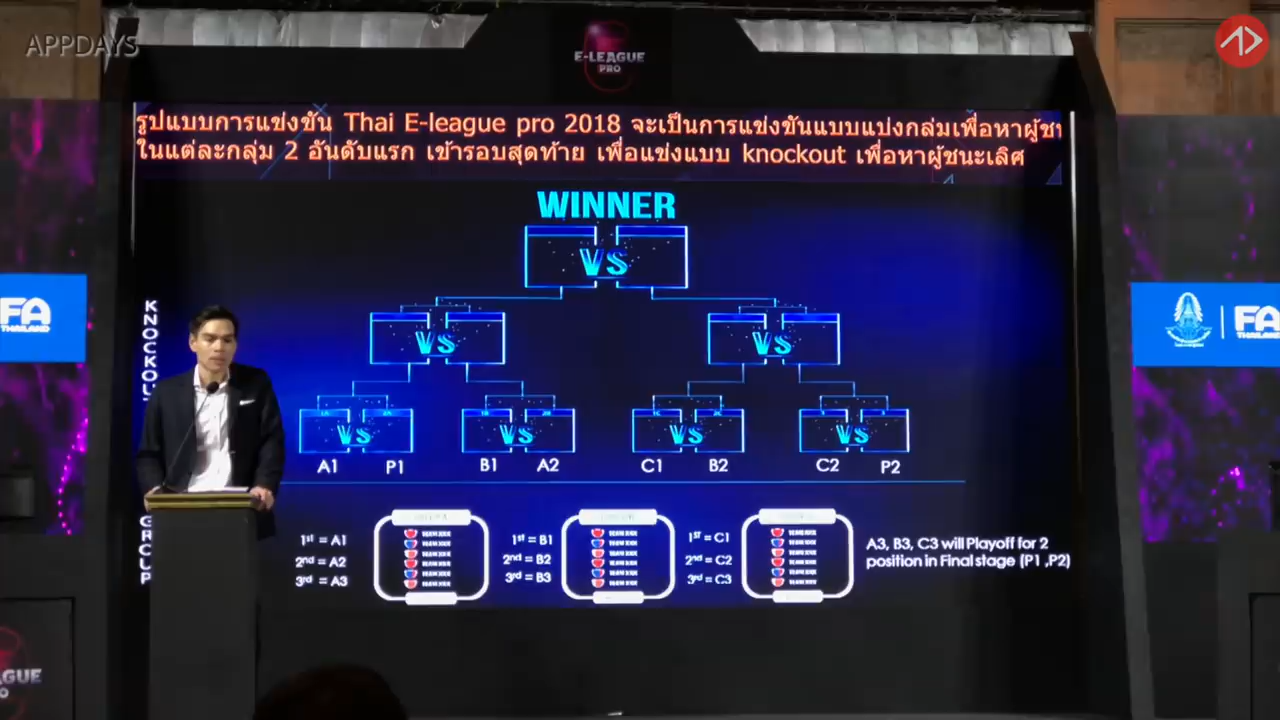 APPDAYS
E-LEAGUE
PRO
รูปแบบการแข่งขัน Thai E-league pro 2018 จะเป็นการแข่งขันแบบแบ่งกลุ่มเพื่อหาผู้ช
ในแต่ละกลุ่ม 2 อันดับแรก เข้ารอบสุดท้าย เพื่อแข่งแบบ knockout เพื่อหาผู้ชนะเลิศ
WINNER
VS
VS
VS
VS
VS
VS
VS
A1
P1
B1
A2
C1
B2
C2
P2
KNOCKOU
GROUP
1st = A1
2nd = A2
3rd = A3
1st = B1
2nd = B2
3rd = B3
1st = C1
2nd = C2
3rd = C3
A3, B3, C3 will Playoff for 2
position in Final stage (P1 ,P2)
FA
THAILAND
FA
THAILAND
GUE